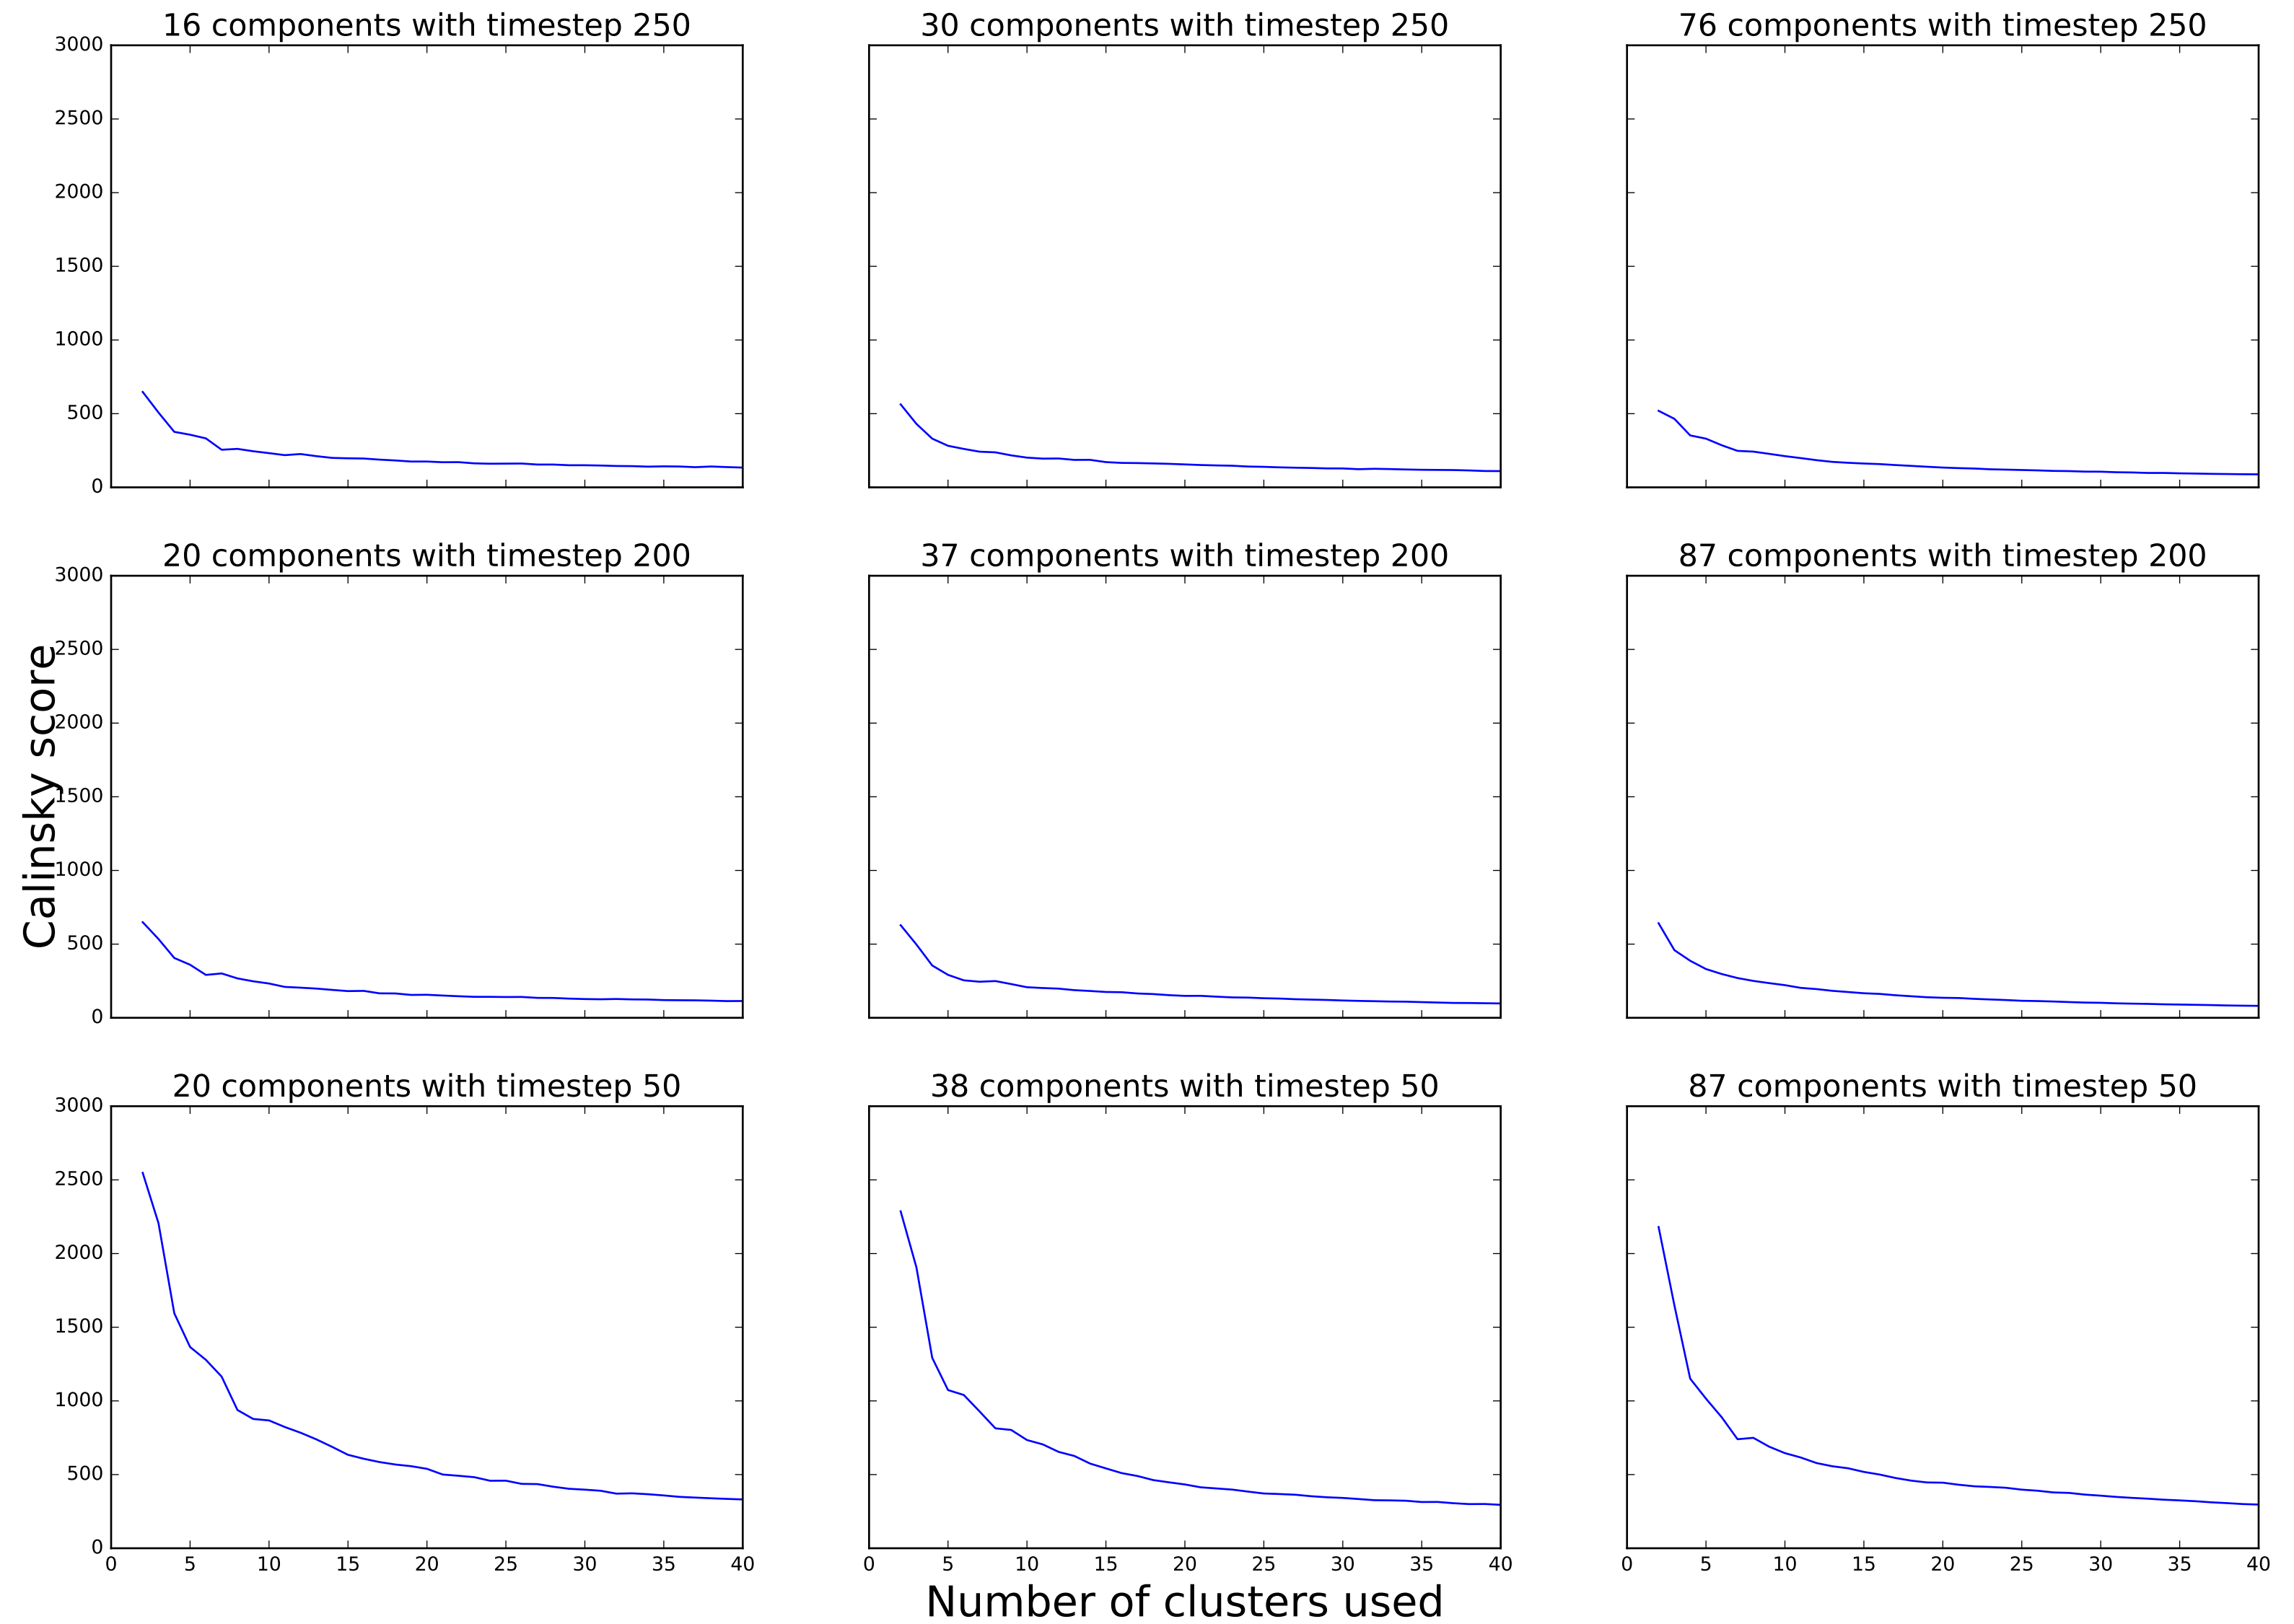 16 components with timestep 250
30 components with timestep 250
76 components with timestep 250
3000
2500
2000
1500
1000
500
0
20 components with timestep 200
37 components with timestep 200
87 components with timestep 200
3000
2500
2000
1500
1000
500
0
Calinsky score
20 components with timestep 50
38 components with timestep 50
87 components with timestep 50
3000
2500
2000
1500
1000
500
0
0 5 10 15 20 25 30 35 40
0 5 10 15 20 25 30 35 40
0 5 10 15 20 25 30 35 40
Number of clusters used